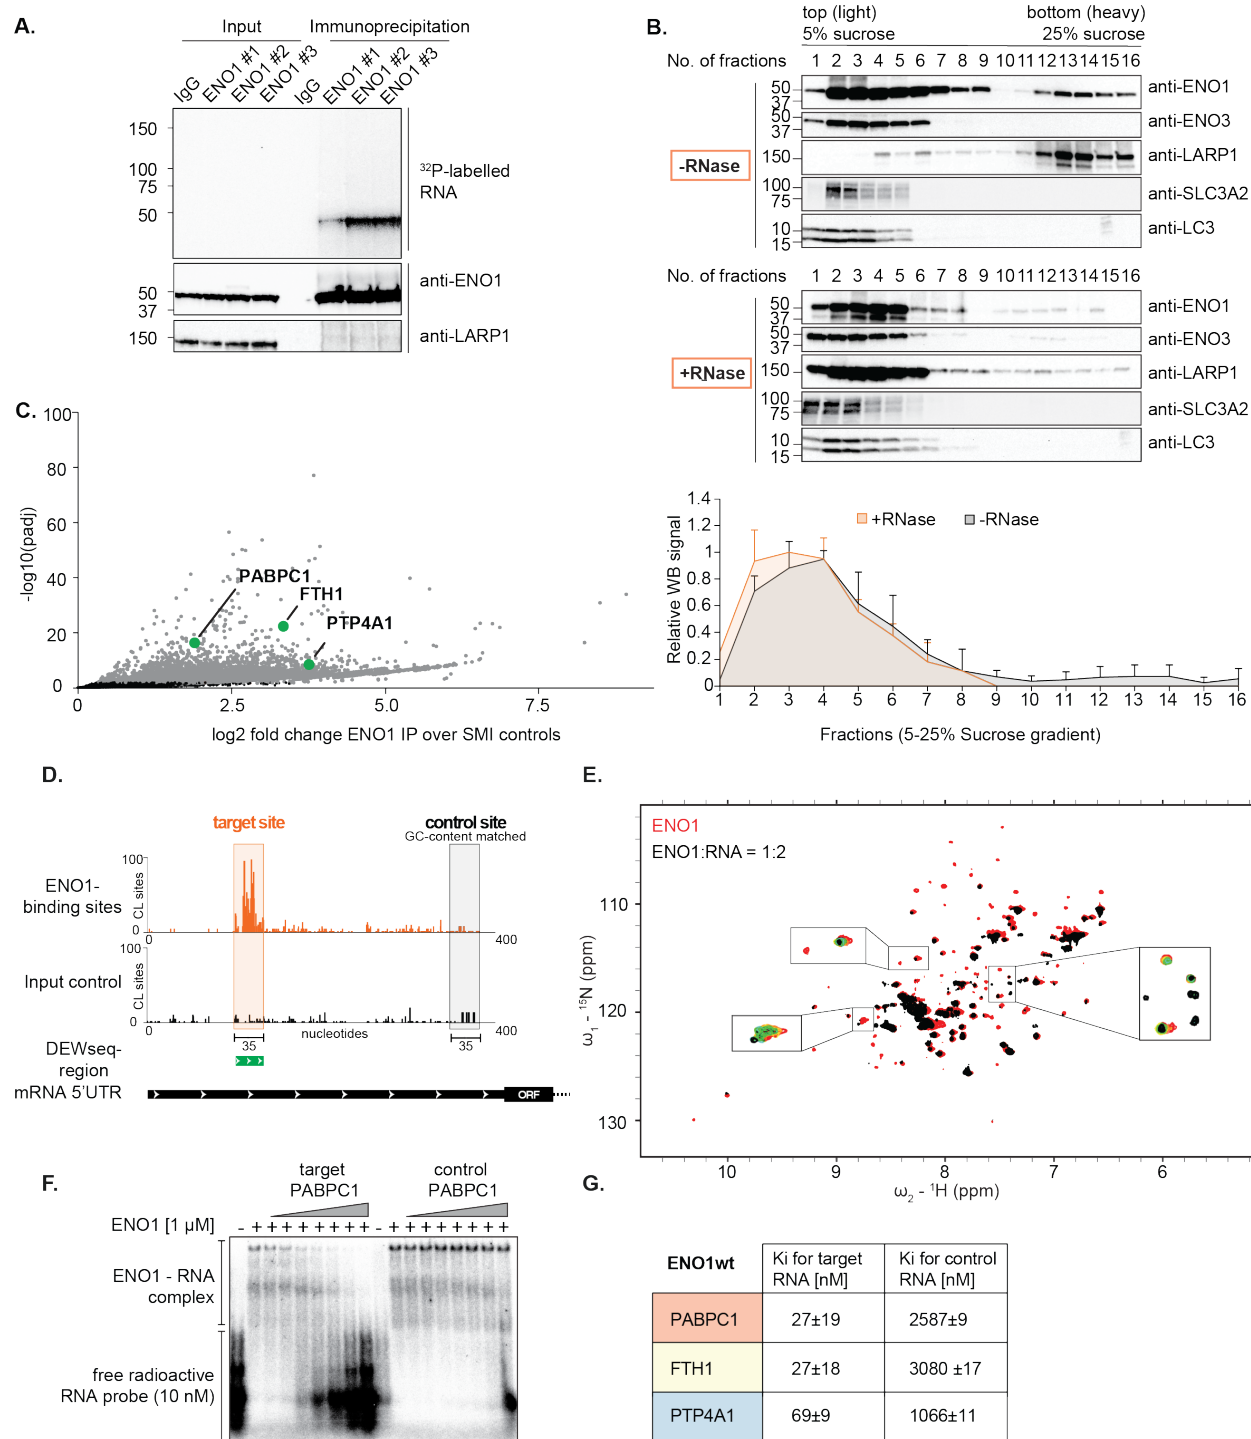 A.
Input
Immunoprecipitation
IgG
ENO1 #1
ENO1 #2
ENO1 #3
IgG
ENO1 #1
ENO1 #2
ENO1 #3
150
100
75
50
³²P-labelled
RNA
50
37
anti-ENO1
150
anti-LARP1
B.
top (light)
5% sucrose
bottom (heavy)
25% sucrose
No. of fractions
1 2 3 4 5 6 7 8 9 10 11 12 13 14 15 16
-RNase
50
37
anti-ENO1
50
37
anti-ENO3
150
anti-LARP1
100
75
anti-SLC3A2
10
15
anti-LC3
No. of fractions
1 2 3 4 5 6 7 8 9 10 11 12 13 14 15 16
+RNase
50
37
anti-ENO1
50
37
anti-ENO3
150
anti-LARP1
100
75
anti-SLC3A2
10
15
anti-LC3
1.4
1.2
1
0.8
0.6
0.4
0.2
0
Relative WB signal
+RNase
-RNase
1 2 3 4 5 6 7 8 9 10 11 12 13 14 15 16
Fractions (5-25% Sucrose gradient)
C.
100
80
60
40
20
0
-log10(padj)
PABPC1
FTH1
PTP4A1
0 2.5 5.0 7.5
log2 fold change ENO1 IP over SMI controls
D.
target site
control site
GC-content matched
ENO1-
binding sites
100
CL sites
0
400
Input control
100
CL sites
0
nucleotides
400
35
35
DEWseq-
region
mRNA 5'UTR
ORF
E.
ENO1
ENO1:RNA = 1:2
110
120
130
ω₁ - ¹⁵N (ppm)
10 9 8 7 6
ω₂ - ¹H (ppm)
F.
target
PABPC1
control
PABPC1
ENO1 [1 µM]
- + + + + + + + + - + + + + + + + +
ENO1 - RNA
complex
free radioactive
RNA probe (10 nM)
G.
ENO1wt
Ki for target
RNA [nM]
Ki for control
RNA [nM]
PABPC1
27±19
2587±9
FTH1
27±18
3080 ±17
PTP4A1
69±9
1066±11